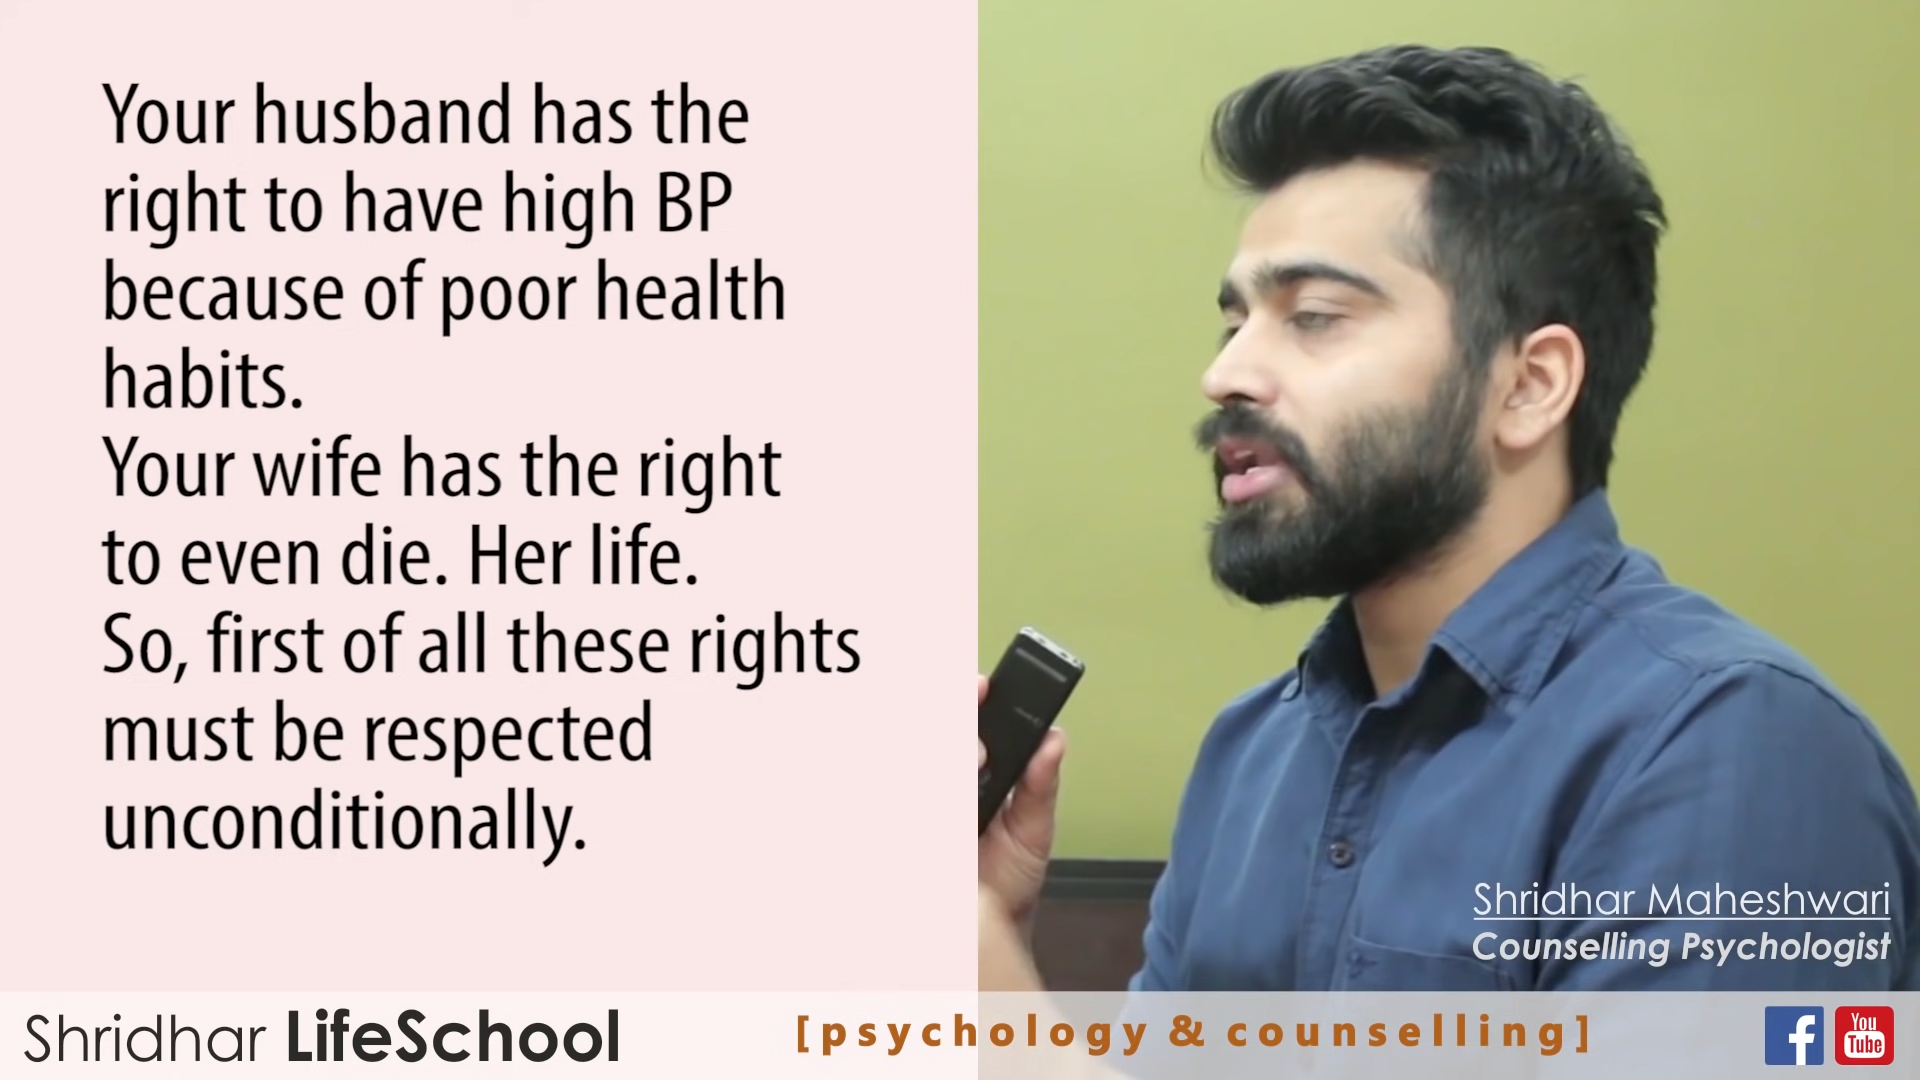 Your husband has the
right to have high BP
because of poor health
habits.
Your wife has the right
to even die. Her life.
So, first of all these rights
must be respected
unconditionally.
Shridhar Maheshwari
Counselling Psychologist
Shridhar LifeSchool
[psychology & counselling]
f
You
Tube